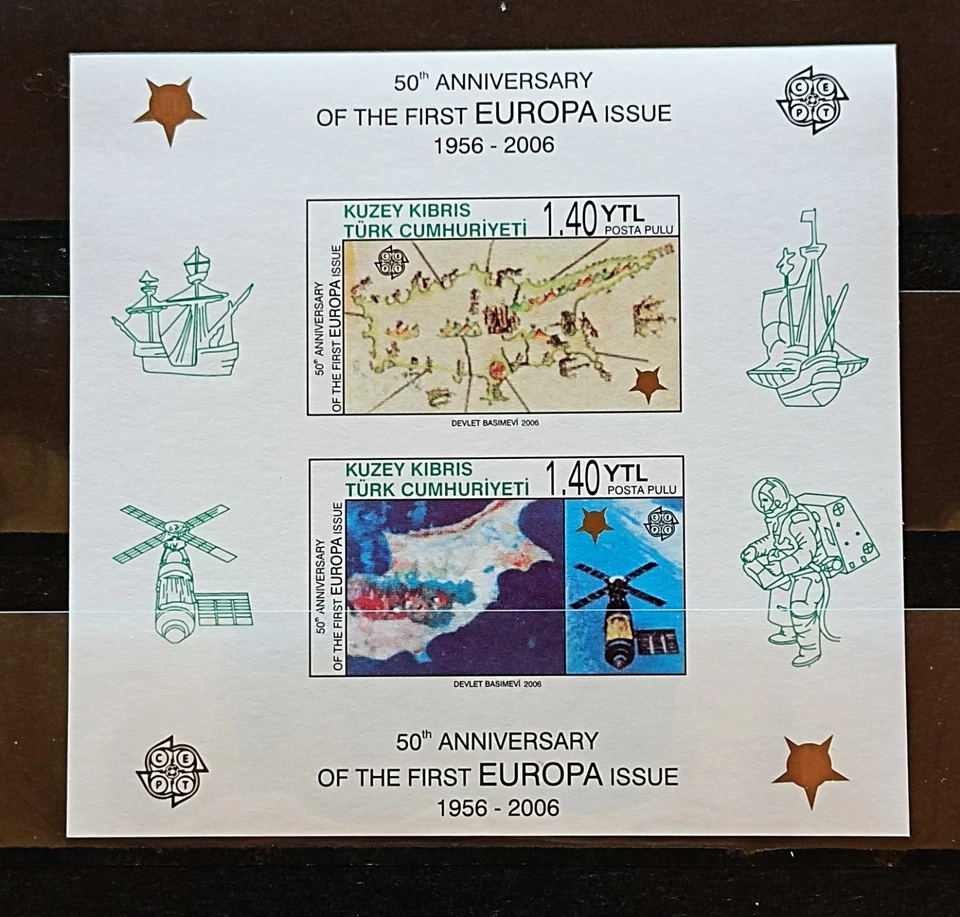 50th ANNIVERSARY
OF THE FIRST EUROPA ISSUE
1956 - 2006
C E
P T
KUZEY KIBRIS
TÜRK CUMHURİYETİ
1.40 YTL
POSTA PULU
50th ANNIVERSARY
OF THE FIRST EUROPA ISSUE
C E
P T
DEVLET BASIMEVİ 2006
KUZEY KIBRIS
TÜRK CUMHURİYETİ
1.40 YTL
POSTA PULU
50th ANNIVERSARY
OF THE FIRST EUROPA ISSUE
C E
P T
DEVLET BASIMEVİ 2006
C E
P T
50th ANNIVERSARY
OF THE FIRST EUROPA ISSUE
1956 - 2006